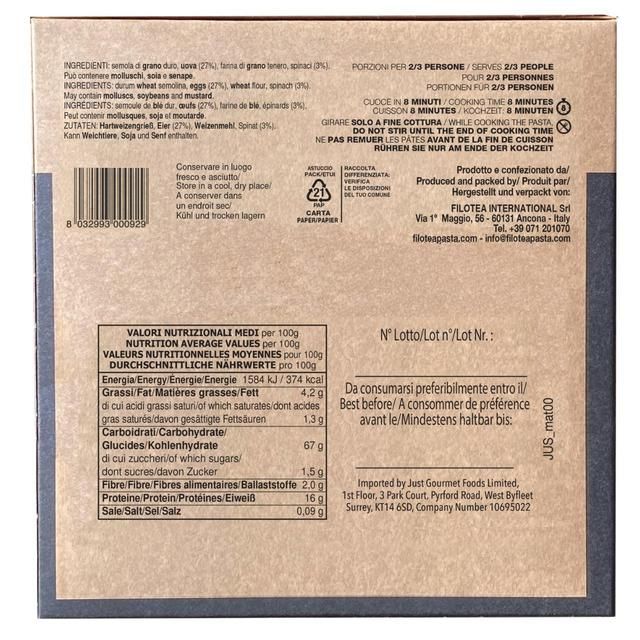 INGREDIENTI: semola di grano duro, uova (27%), farina di grano tenero, spinaci (3%).
Può contenere molluschi, soia e senape.
INGREDIENTS: durum wheat semolina, eggs (27%), wheat flour, spinach (3%).
May contain molluscs, soybeans and mustard.
INGRÉDIENTS: semoule de blé dur, œufs (27%), farine de blé, épinards (3%).
Peut contenir mollusques, soja et moutarde.
ZUTATEN: Hartweizengrieß, Eier (27%), Weizenmehl, Spinat (3%).
Kann Weichtiere, Soja und Senf enthalten.
PORZIONI PER 2/3 PERSONE / SERVES 2/3 PEOPLE
POUR 2/3 PERSONNES
PORTIONEN FÜR 2/3 PERSONEN
CUOCE IN 8 MINUTI / COOKING TIME 8 MINUTES
CUISSON 8 MINUTES / KOCHZEIT: 8 MINUTEN
8
GIRARE SOLO A FINE COTTURA / WHILE COOKING THE PASTA,
DO NOT STIR UNTIL THE END OF COOKING TIME
NE PAS REMUER LES PÂTES AVANT DE LA FIN DE CUISSON
RÜHREN SIE NUR AM ENDE DER KOCHZEIT
8 032993 000929
Conservare in luogo
fresco e asciutto/
Store in a cool, dry place/
A conserver dans
un endroit sec/
Kühl und trocken lagern
ASTUCCIO
PACK/ETUI
21
PAP
CARTA
PAPER/PAPIER
RACCOLTA
DIFFERENZIATA:
VERIFICA
LE DISPOSIZIONI
DEL TUO COMUNE
Prodotto e confezionato da/
Produced and packed by/ Produit par/
Hergestellt und verpackt von:
FILOTEA INTERNATIONAL Srl
Via 1° Maggio, 56 - 60131 Ancona - Italy
Tel. +39 071 201070
filoteapasta.com - info@filoteapasta.com
VALORI NUTRIZIONALI MEDI per 100g
NUTRITION AVERAGE VALUES per 100g
VALEURS NUTRITIONNELLES MOYENNES pour 100g
DURCHSCHNITTLICHE NÄHRWERTE pro 100g
Energia/Energy/Énergie/Energie 1584 kJ / 374 kcal
Grassi/Fat/Matières grasses/Fett 4,2 g
di cui acidi grassi saturi/of which saturates/dont acides
gras saturés/davon gesättigte Fettsäuren 1,3 g
Carboidrati/Carbohydrate/
Glucides/Kohlenhydrate 67 g
di cui zuccheri/of which sugars/
dont sucres/davon Zucker 1,5 g
Fibre/Fibre/Fibres alimentaires/Ballaststoffe 2,0 g
Proteine/Protein/Protéines/Eiweiß 16 g
Sale/Salt/Sel/Salz 0,09 g
N° Lotto/Lot n°/Lot Nr. :
Da consumarsi preferibilmente entro il/
Best before/ A consommer de préférence
avant le/Mindestens haltbar bis:
JUS_mat00
Imported by Just Gourmet Foods Limited,
1st Floor, 3 Park Court, Pyrford Road, West Byfleet
Surrey, KT14 6SD, Company Number 10695022